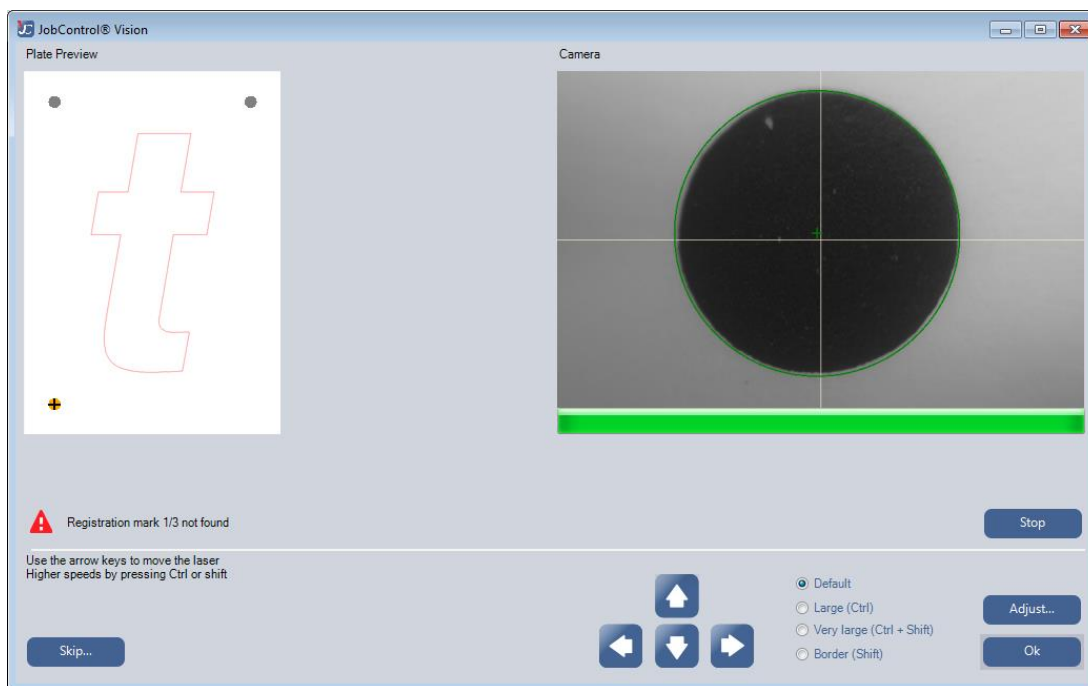 JobControl® Vision
Plate Preview
Camera
t
Registration mark 1/3 not found
Stop
Use the arrow keys to move the laser
Higher speeds by pressing Ctrl or shift
Default
Large (Ctrl)
Very large (Ctrl + Shift)
Border (Shift)
Adjust...
Skip...
Ok